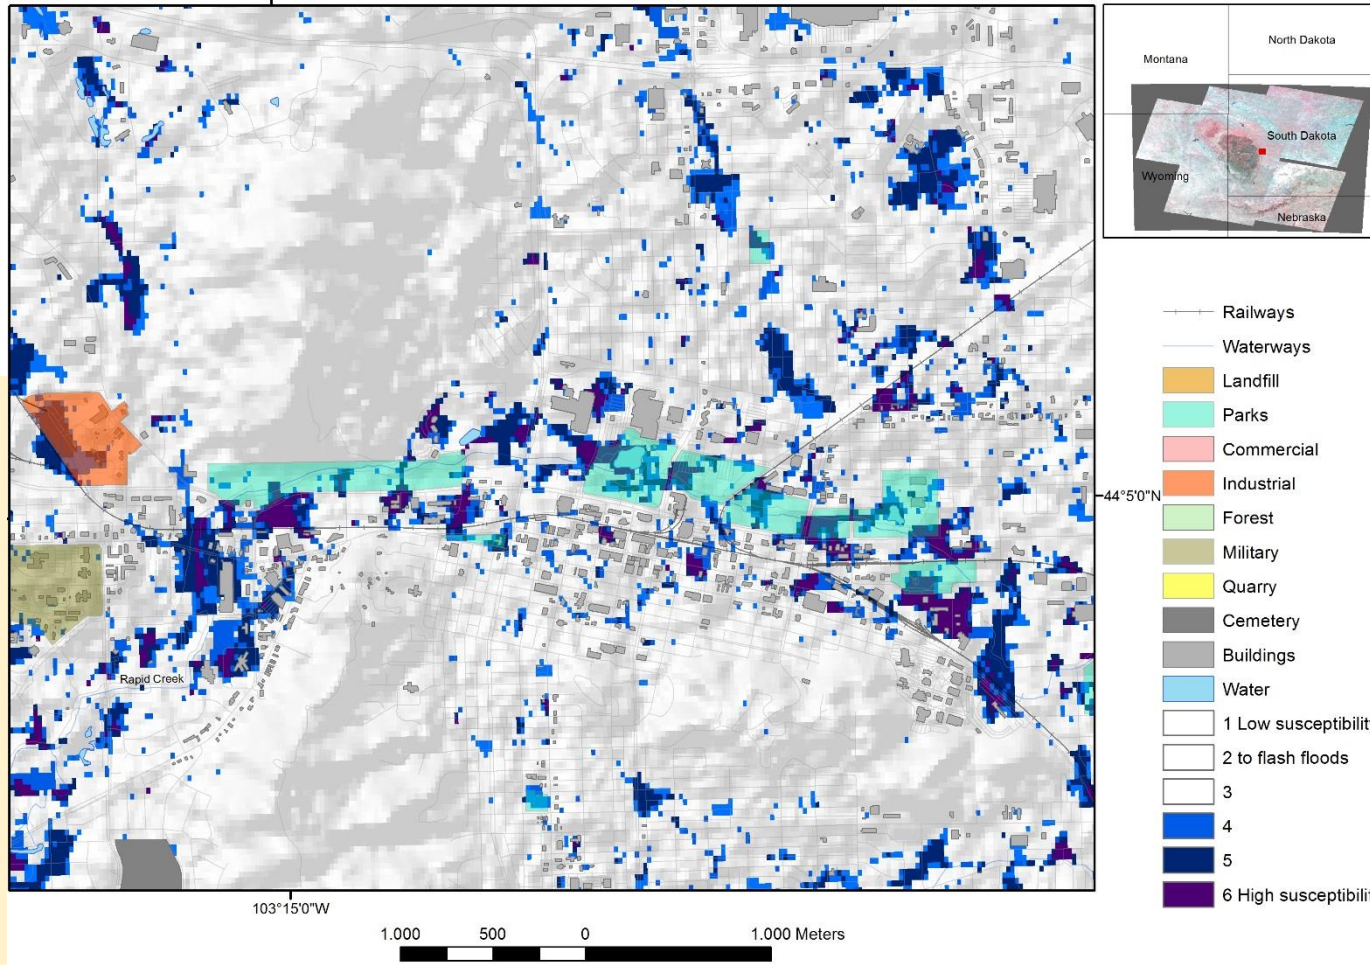 North Dakota
Montana
South Dakota
Wyoming
Nebraska
Railways
Waterways
Landfill
Parks
Commercial
Industrial
44°5'0"N
Forest
Military
Quarry
Cemetery
Buildings
Rapid Creek
Water
1 Low susceptibilit
2 to flash floods
3
4
5
6 High susceptibilit
103°15'0"W
1.000 500 0 1.000 Meters